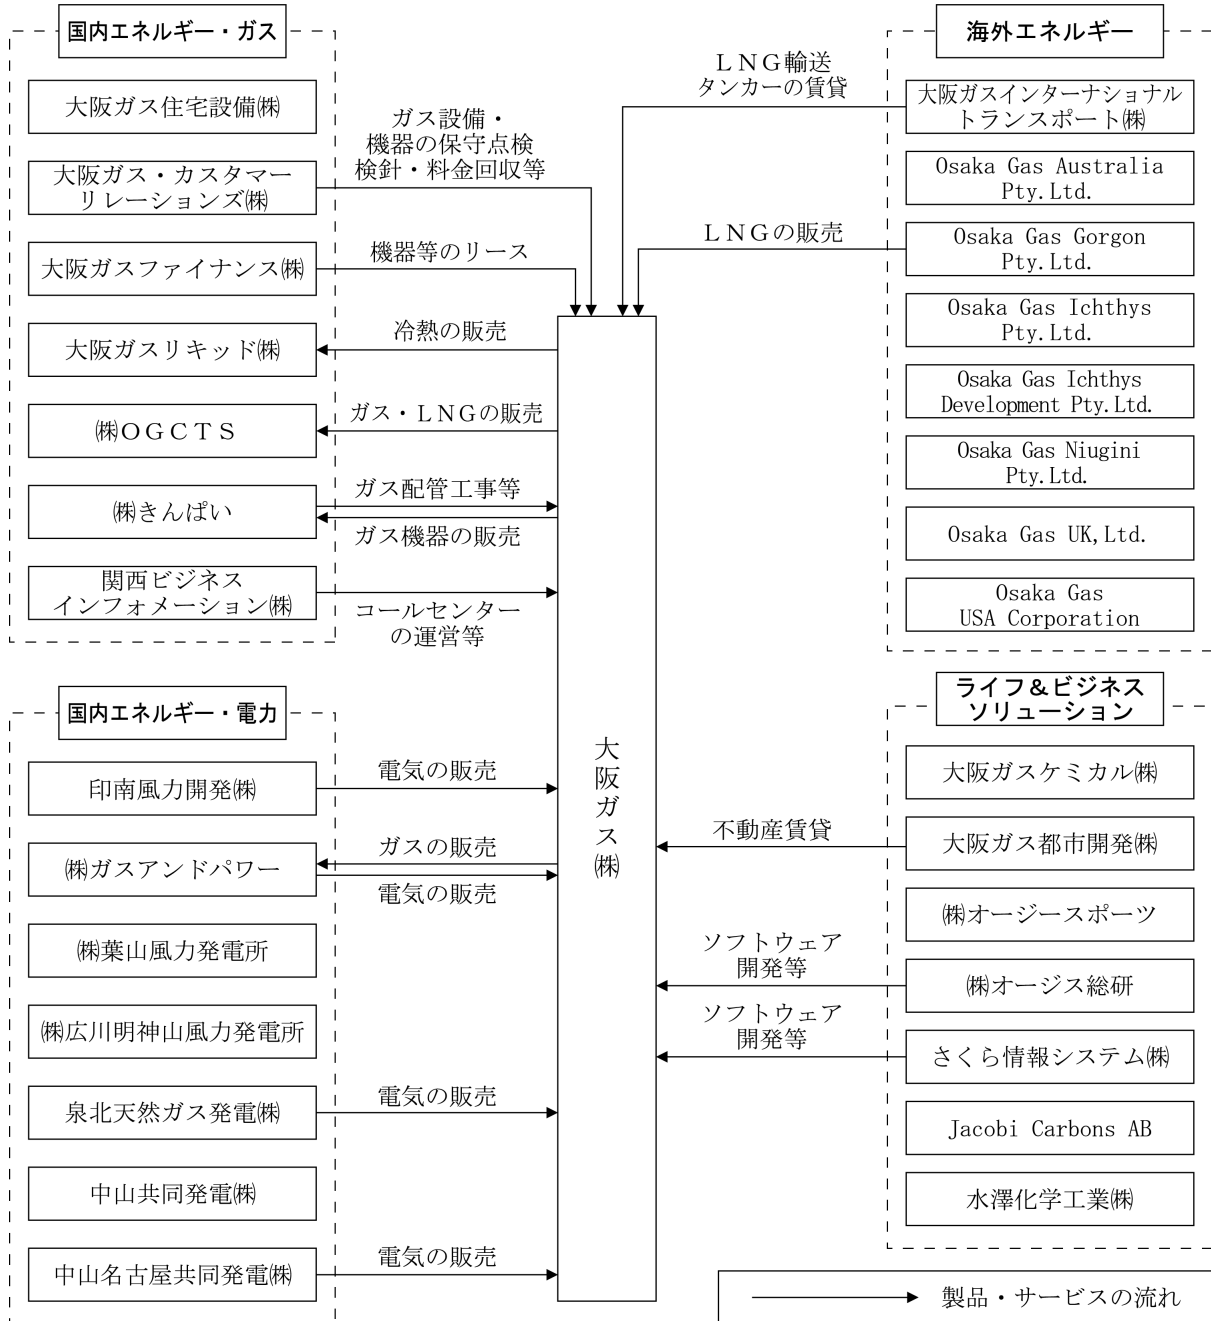 国内エネルギー・ガス
大阪ガス住宅設備㈱
大阪ガス・カスタマー
リレーションズ㈱
大阪ガスファイナンス㈱
大阪ガスリキッド㈱
㈱ＯＧＣＴＳ
㈱きんぱい
関西ビジネス
インフォメーション㈱
ガス設備・
機器の保守点検
検針・料金回収等
機器等のリース
冷熱の販売
ガス・ＬＮＧの販売
ガス配管工事等
ガス機器の販売
コールセンター
の運営等
国内エネルギー・電力
印南風力開発㈱
㈱ガスアンドパワー
㈱葉山風力発電所
㈱広川明神山風力発電所
泉北天然ガス発電㈱
中山共同発電㈱
中山名古屋共同発電㈱
電気の販売
ガスの販売
電気の販売
電気の販売
電気の販売
大阪ガス㈱
海外エネルギー
ＬＮＧ輸送
タンカーの賃貸
ＬＮＧの販売
大阪ガスインターナショナル
トランスポート㈱
Osaka Gas Australia
Pty.Ltd.
Osaka Gas Gorgon
Pty.Ltd.
Osaka Gas Ichthys
Pty.Ltd.
Osaka Gas Ichthys
Development Pty.Ltd.
Osaka Gas Niugini
Pty.Ltd.
Osaka Gas UK,Ltd.
Osaka Gas
USA Corporation
ライフ＆ビジネス
ソリューション
不動産賃貸
ソフトウェア
開発等
ソフトウェア
開発等
大阪ガスケミカル㈱
大阪ガス都市開発㈱
㈱オージースポーツ
㈱オージス総研
さくら情報システム㈱
Jacobi Carbons AB
水澤化学工業㈱
製品・サービスの流れ